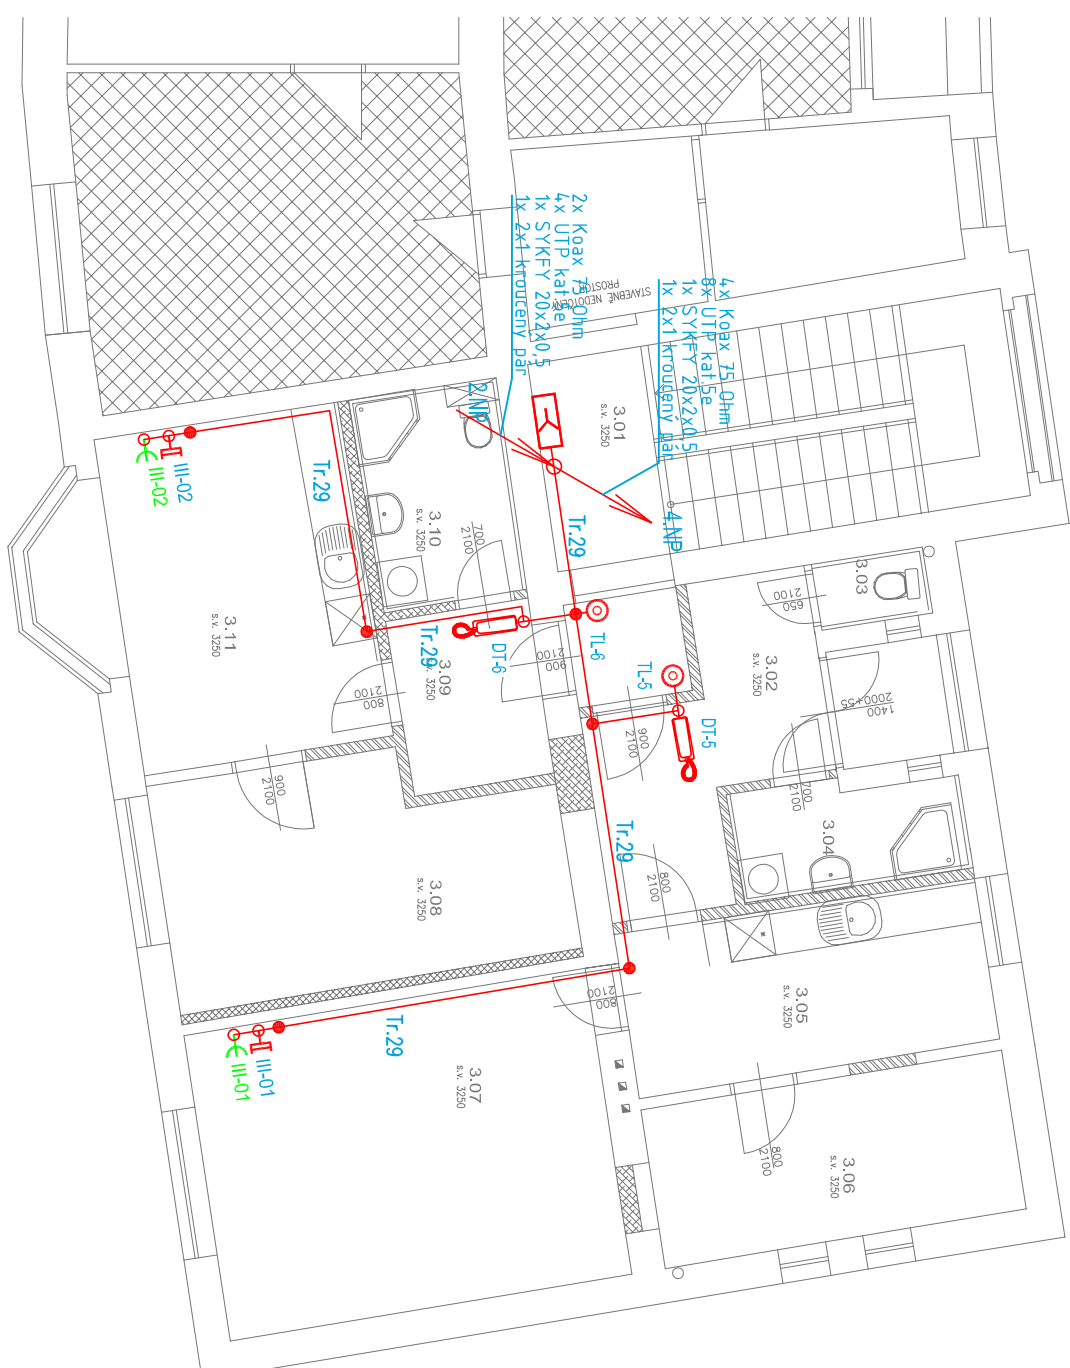 2x Koax 75 Ohm
4x UTP kat.5e
1x SYKFY 20x2x0,5
1x 2x1 kroucený pár
4x Koax 75 Ohm
8x UTP kat.5e
1x SYKFY 20x2x0,5
1x 2x1 kroucený pár
STAVEBNĚ NEDOTČENÝ
PROSTOR
2.NP
4.NP
3.01
s.v. 3250
Tr.29
3.03
650
2100
3.02
s.v. 3250
2000+55
1400
TL-6
TL-5
DT-6
DT-5
900
2100
900
2100
700
2100
3.04
800
2100
Tr.29
3.10
s.v. 3250
700
2100
3.09
s.v. 3250
Tr.29
III-02
III-02
Tr.29
3.11
s.v. 3250
800
2100
900
2100
3.08
s.v. 3250
3.05
s.v. 3250
800
2100
Tr.29
III-01
III-01
3.07
s.v. 3250
800
2100
3.06
s.v. 3250